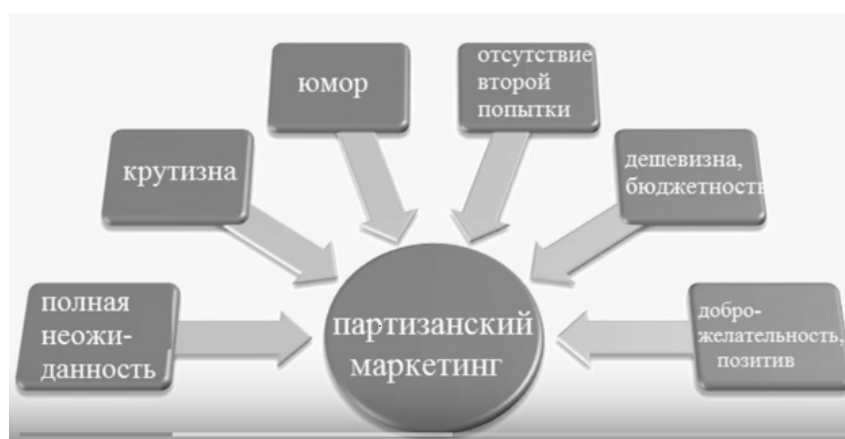 юмор
отсутствие
второй
попытки
крутизна
дешевизна,
бюджетность
полная
неожи-
данность
партизанский
маркетинг
добро-
желательность,
позитив